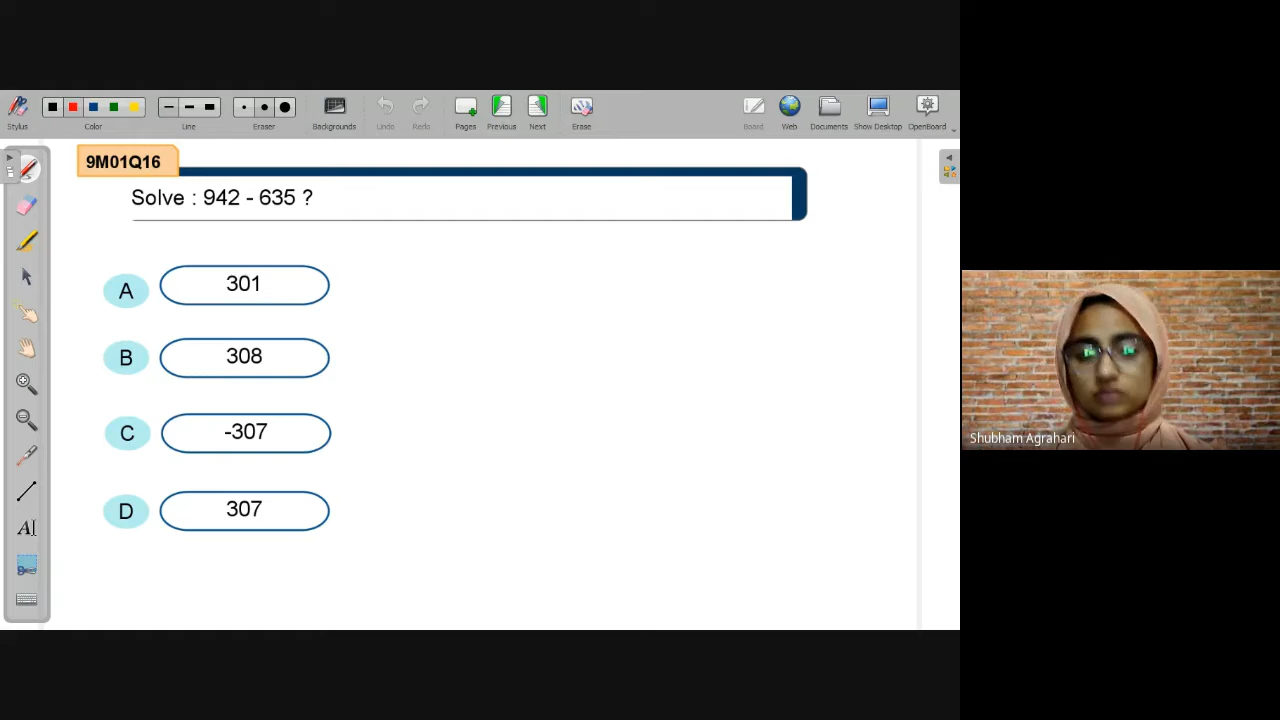 Stylus
Color
Line
Eraser
Backgrounds
Undo
Redo
Pages
Previous
Next
Erase
Board
Web
Documents
Show Desktop
OpenBoard
9M01Q16
Solve : 942 - 635 ?
A 301
B 308
C -307
D 307
AI
Shubham Agrahari